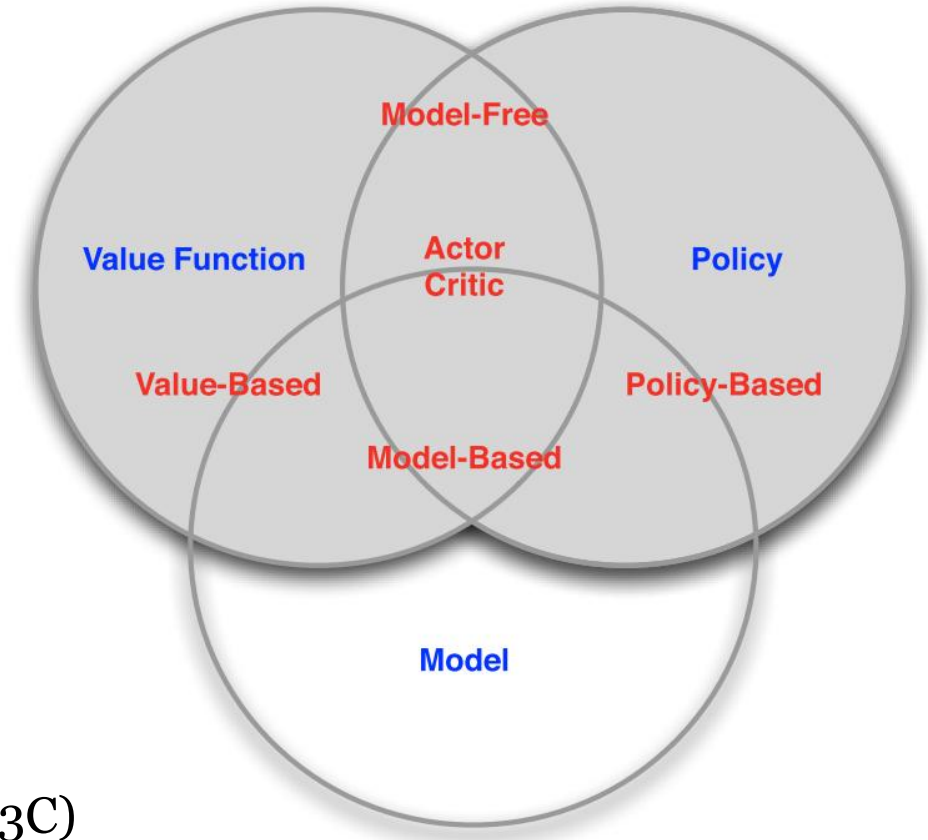 Model-Free
Value Function
Actor
Critic
Policy
Value-Based
Policy-Based
Model-Based
Model
3C)